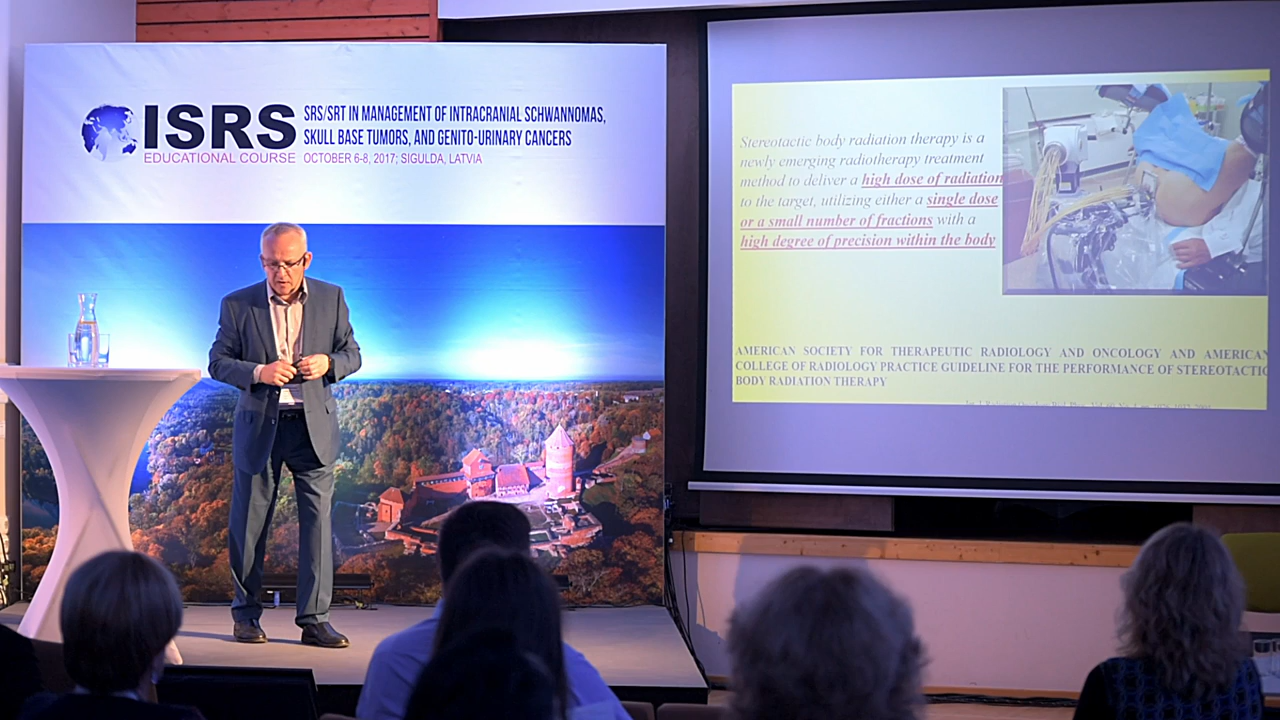 ISRS
EDUCATIONAL COURSE
SRS/SRT IN MANAGEMENT OF INTRACRANIAL SCHWANNOMAS,
SKULL BASE TUMORS, AND GENITO-URINARY CANCERS
OCTOBER 6-8, 2017; SIGULDA, LATVIA
Stereotactic body radiation therapy is a
newly emerging radiotherapy treatment
method to deliver a high dose of radiation
to the target, utilizing either a single dose
or a small number of fractions with a
high degree of precision within the body
AMERICAN SOCIETY FOR THERAPEUTIC RADIOLOGY AND ONCOLOGY AND AMERICAN
COLLEGE OF RADIOLOGY PRACTICE GUIDELINE FOR THE PERFORMANCE OF STEREOTACTIC
BODY RADIATION THERAPY